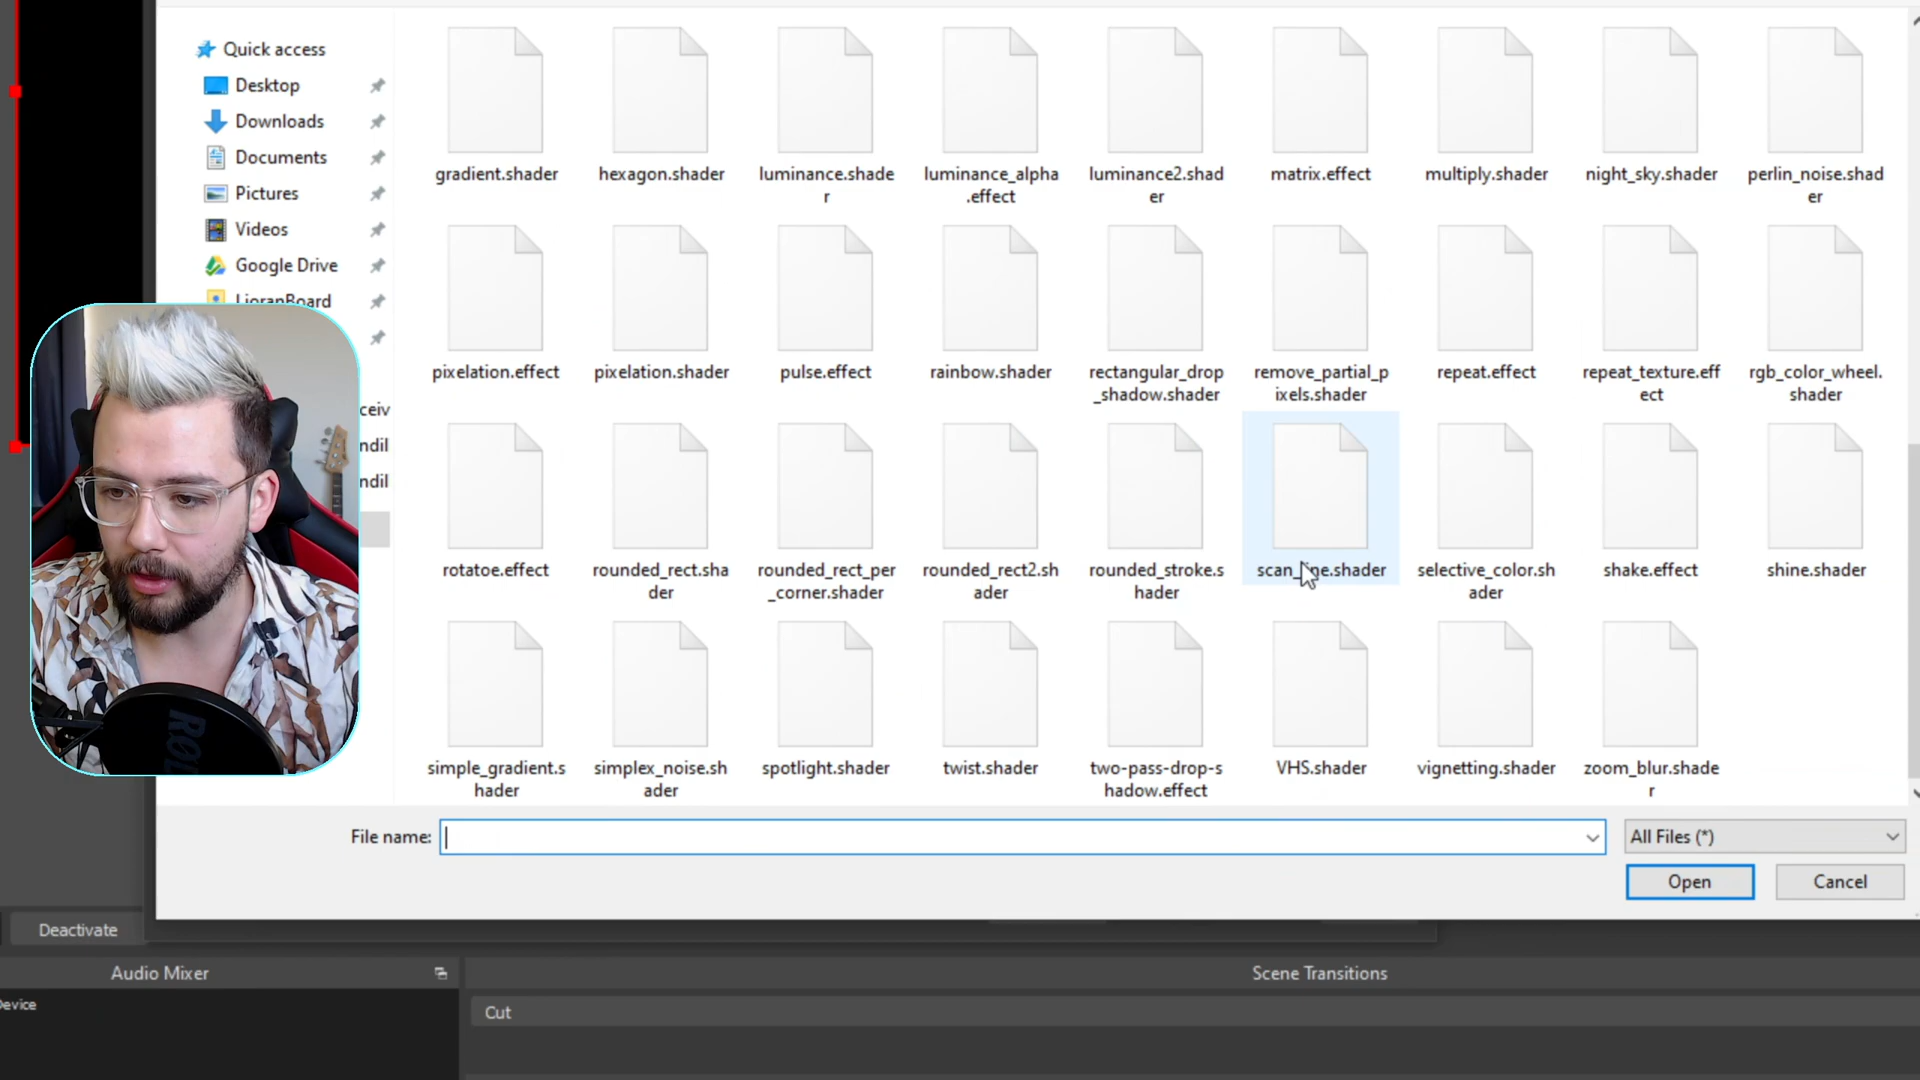 Quick access
Desktop
Downloads
Documents
Pictures
Videos
Google Drive
LioranBoard
ceiv
ndil
ndil
gradient.shader
hexagon.shader
luminance.shade
r
luminance_alpha
.effect
luminance2.shad
er
matrix.effect
multiply.shader
night_sky.shader
perlin_noise.shad
er
pixelation.effect
pixelation.shader
pulse.effect
rainbow.shader
rectangular_drop
_shadow.shader
remove_partial_p
ixels.shader
repeat.effect
repeat_texture.eff
ect
rgb_color_wheel.
shader
rotatoe.effect
rounded_rect.sha
der
rounded_rect_per
_corner.shader
rounded_rect2.sh
ader
rounded_stroke.s
hader
scan_line.shader
selective_color.sh
ader
shake.effect
shine.shader
simple_gradient.s
hader
simplex_noise.sh
ader
spotlight.shader
twist.shader
two-pass-drop-s
hadow.effect
VHS.shader
vignetting.shader
zoom_blur.shade
r
File name:
All Files (*)
Open
Cancel
Deactivate
Audio Mixer
Scene Transitions
Device
Cut